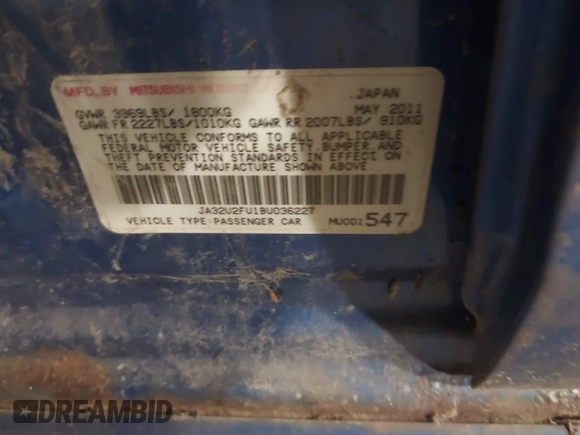 MFD. BY MITSUBISHI MOTORS
JAPAN
GVWR 3969LBS/ 1800KG MAY 2011
GAWR FR 2227LBS/1010KG GAWR RR 2007LBS/ 910KG
THIS VEHICLE CONFORMS TO ALL APPLICABLE
FEDERAL MOTOR VEHICLE SAFETY, BUMPER, AND
THEFT PREVENTION STANDARDS IN EFFECT ON
THE DATE OF MANUFACTURE SHOWN ABOVE.
JA32U2FU1BU036227
VEHICLE TYPE:PASSENGER CAR MU001547
DREAMBID